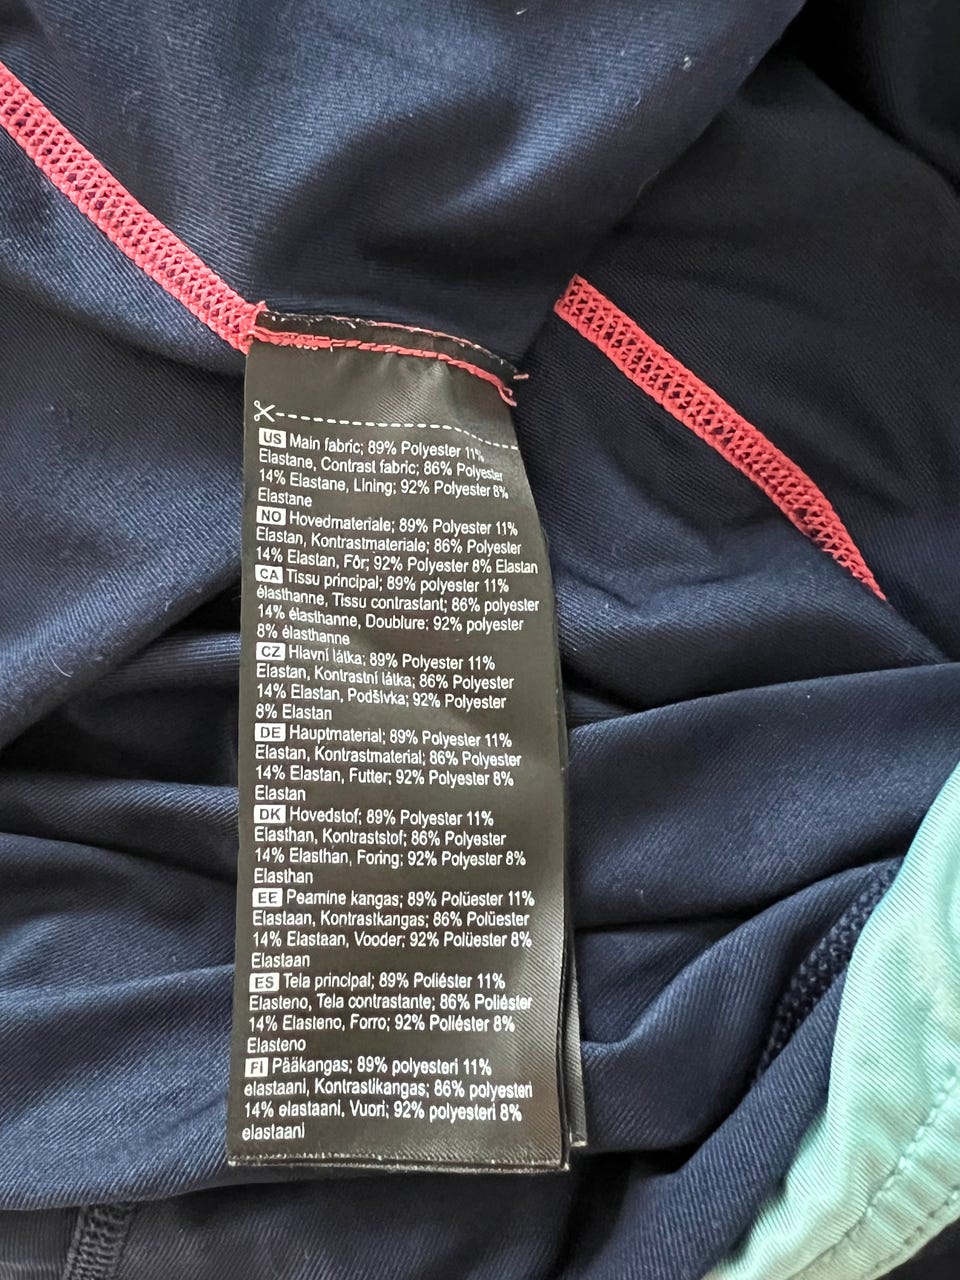 US Main fabric; 89% Polyester 11%
Elastane, Contrast fabric; 86% Polyester
14% Elastane, Lining; 92% Polyester 8%
Elastane
NO Hovedmateriale; 89% Polyester 11%
Elastan, Kontrastmateriale; 86% Polyester
14% Elastan, Fôr; 92% Polyester 8% Elastan
CA Tissu principal; 89% polyester 11%
élasthanne, Tissu contrastant; 86% polyester
14% élasthanne, Doublure; 92% polyester
8% élasthanne
CZ Hlavní látka; 89% Polyester 11%
Elastan, Kontrastní látka; 86% Polyester
14% Elastan, Podšívka; 92% Polyester
8% Elastan
DE Hauptmaterial; 89% Polyester 11%
Elastan, Kontrastmaterial; 86% Polyester
14% Elastan, Futter; 92% Polyester 8%
Elastan
DK Hovedstof; 89% Polyester 11%
Elasthan, Kontraststof; 86% Polyester
14% Elasthan, Foring; 92% Polyester 8%
Elasthan
EE Peamine kangas; 89% Polüester 11%
Elastaan, Kontrastkangas; 86% Polüester
14% Elastaan, Vooder; 92% Polüester 8%
Elastaan
ES Tela principal; 89% Poliéster 11%
Elasteno, Tela contrastante; 86% Poliéster
14% Elasteno, Forro; 92% Poliéster 8%
Elasteno
FI Pääkangas; 89% polyesteri 11%
elastaani, Kontrastikangas; 86% polyesteri
14% elastaani, Vuori; 92% polyesteri 8%
elastaani